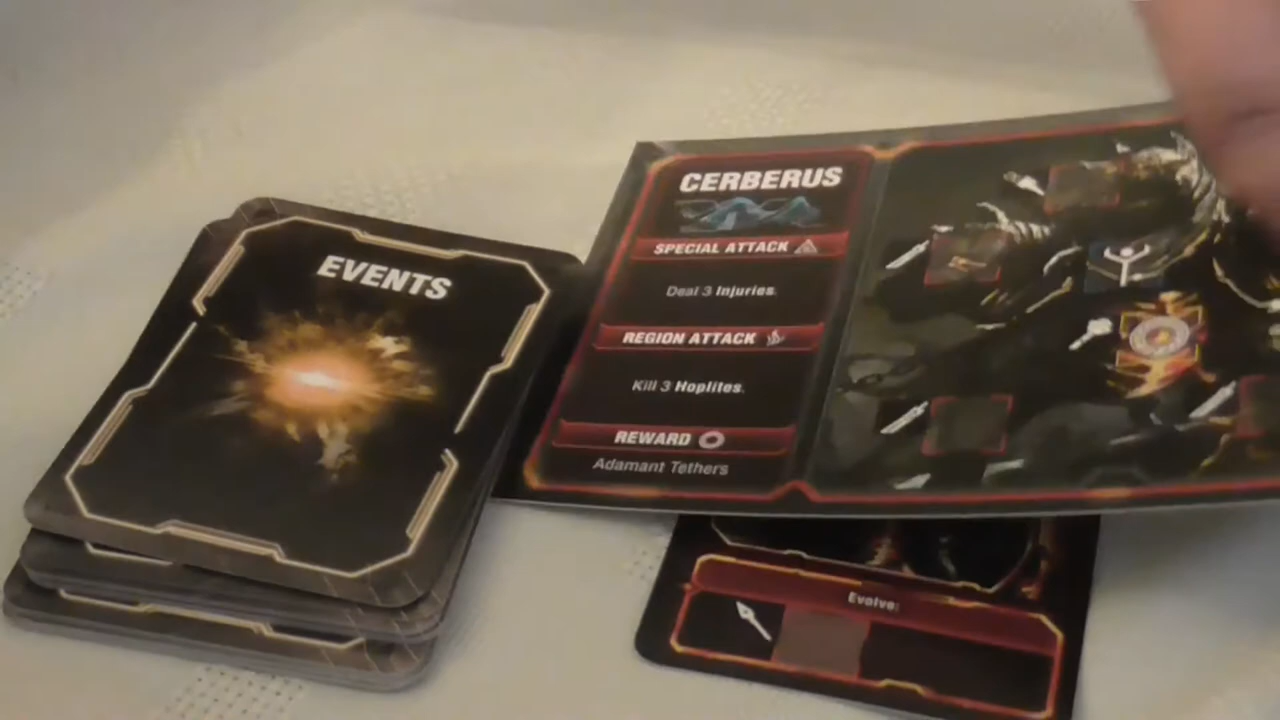 EVENTS
CERBERUS
SPECIAL ATTACK
Deal 3 Injuries.
REGION ATTACK
Kill 3 Hoplites.
REWARD
Adamant Tethers
Evolve: